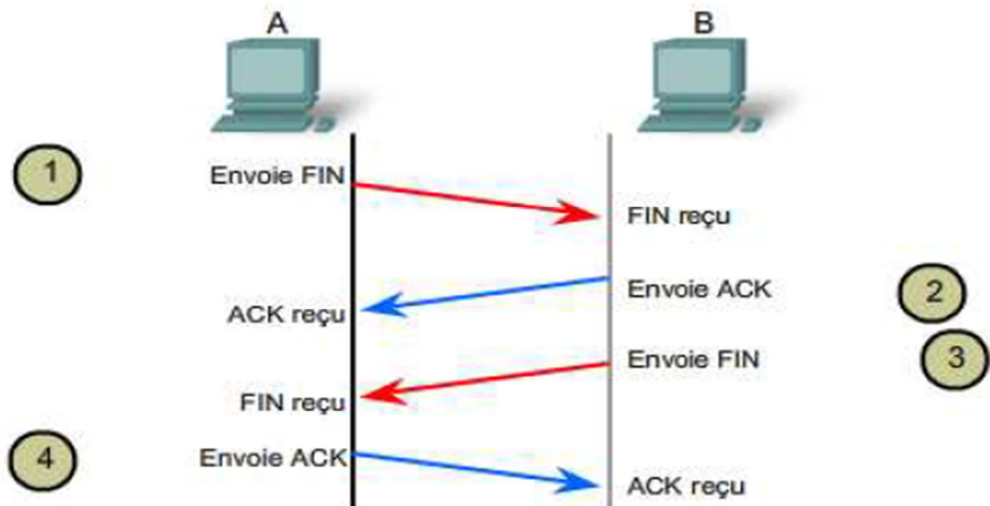 A
B
1
Envoie FIN
FIN reçu
Envoie ACK
2
ACK reçu
Envoie FIN
3
FIN reçu
4
Envoie ACK
ACK reçu